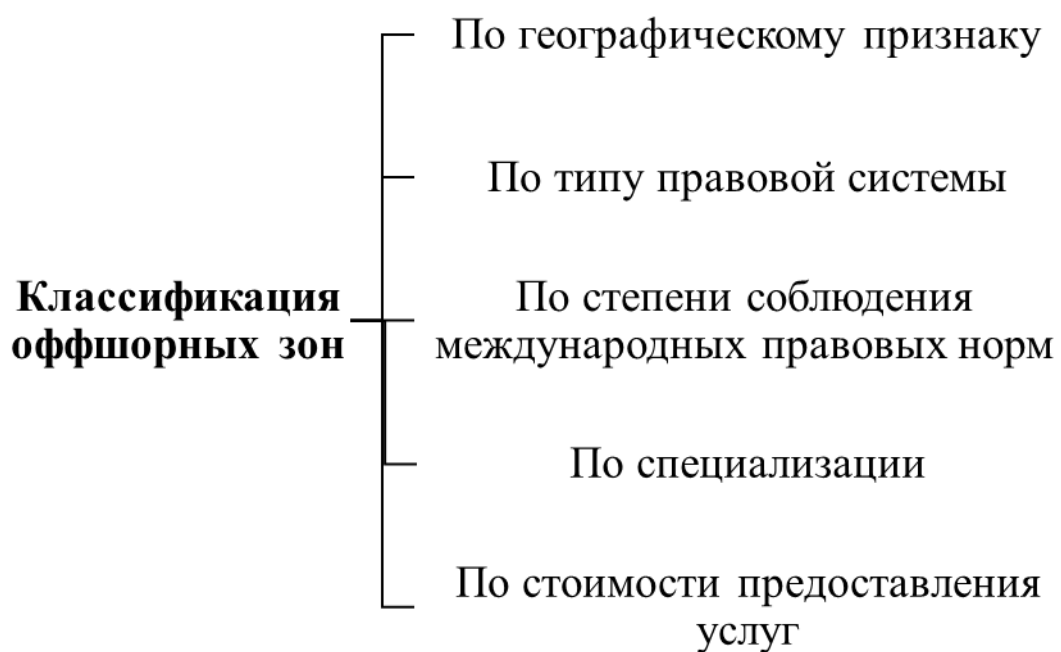 По географическому признаку
По типу правовой системы
Классификация
оффшорных зон
По степени соблюдения
международных правовых норм
По специализации
По стоимости предоставления
услуг